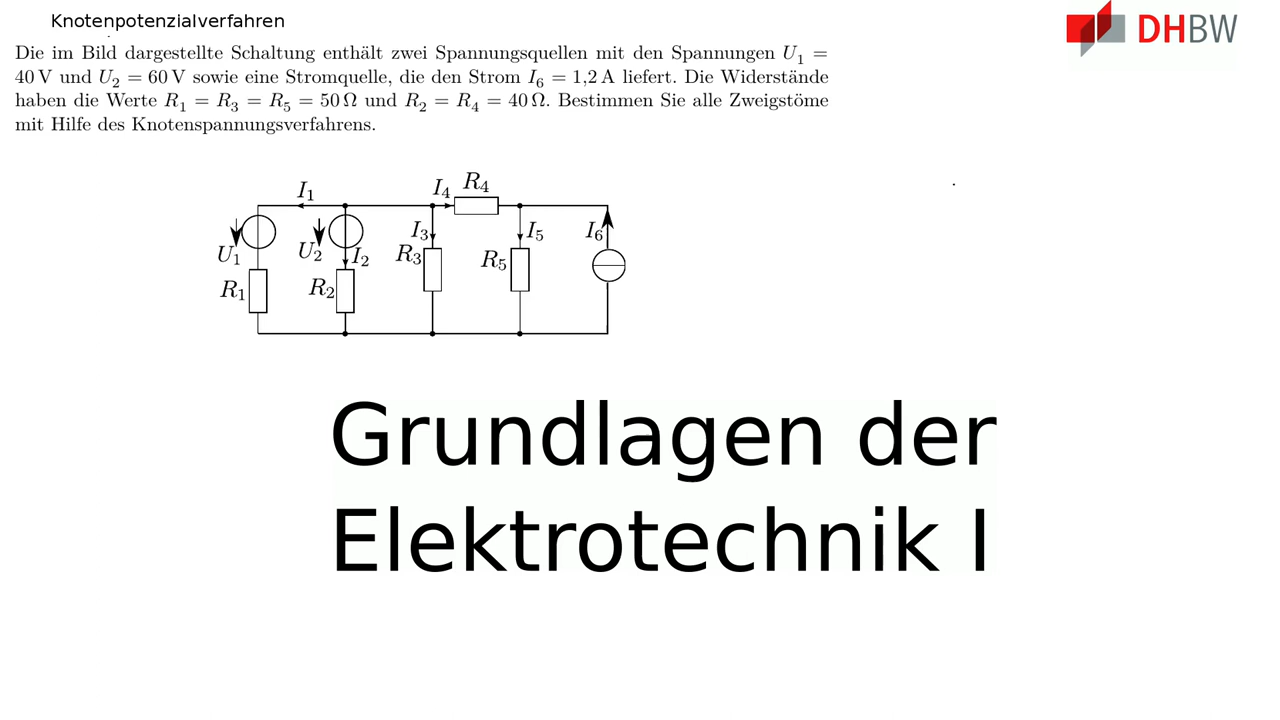 Knotenpotenzialverfahren
DHBW
Die im Bild dargestellte Schaltung enthält zwei Spannungsquellen mit den Spannungen U₁ =
40 V und U₂ = 60 V sowie eine Stromquelle, die den Strom I₆ = 1,2 A liefert. Die Widerstände
haben die Werte R₁ = R₃ = R₅ = 50 Ω und R₂ = R₄ = 40 Ω. Bestimmen Sie alle Zweigstöme
mit Hilfe des Knotenspannungsverfahrens.
I₁ I₄ R₄
I₃ I₅ I₆
U₁ U₂ I₂ R₃ R₅
R₁ R₂
Grundlagen der
Elektrotechnik I